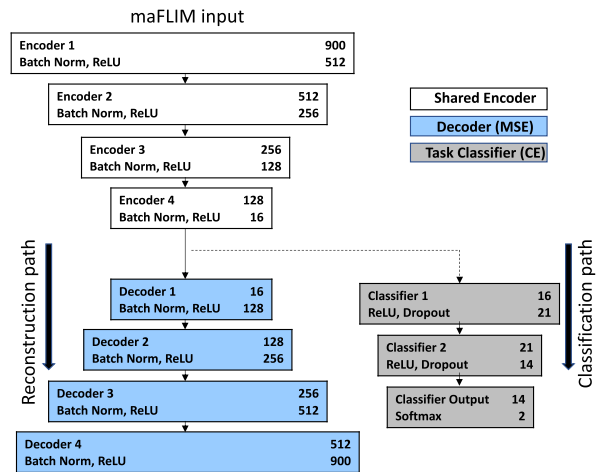 maFLIM input
Encoder 1 900
Batch Norm, ReLU 512
Encoder 2 512
Batch Norm, ReLU 256
Encoder 3 256
Batch Norm, ReLU 128
Encoder 4 128
Batch Norm, ReLU 16
Shared Encoder
Decoder (MSE)
Task Classifier (CE)
Reconstruction path
Decoder 1 16
Batch Norm, ReLU 128
Decoder 2 128
Batch Norm, ReLU 256
Decoder 3 256
Batch Norm, ReLU 512
Decoder 4 512
Batch Norm, ReLU 900
Classifier 1 16
ReLU, Dropout 21
Classifier 2 21
ReLU, Dropout 14
Classifier Output 14
Softmax 2
Classification path